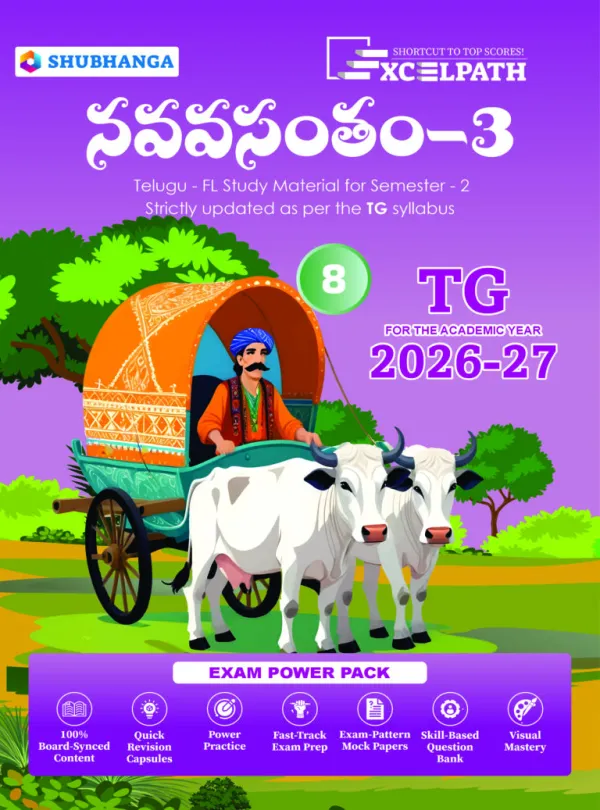 SHUBHANGA
SHORTCUT TO TOP SCORES!
EXCELPATH
నవవసంతం-3
Telugu - FL Study Material for Semester - 2
Strictly updated as per the TG syllabus
8
TG
FOR THE ACADEMIC YEAR
2026-27
EXAM POWER PACK
100%
Board-Synced
Content
Quick
Revision
Capsules
Power
Practice
Fast-Track
Exam Prep
Exam-Pattern
Mock Papers
Skill-Based
Question
Bank
Visual
Mastery